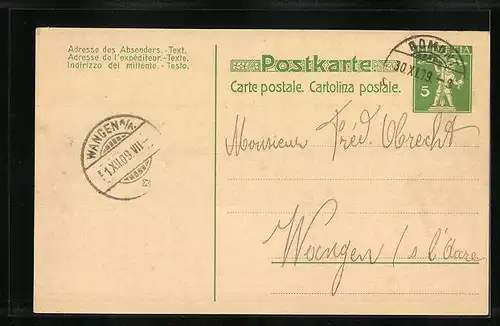 Adresse des Absenders. - Text.
Adresse de l'expéditeur. - Texte.
Indirizzo del mittente. - Testo.
Postkarte
Carte postale. Cartolina postale.
5
30.XI.09
WANGEN A/A.
1.XII.09.VII
Monsieur Fred. Obrecht
Wangen / s l'Aare